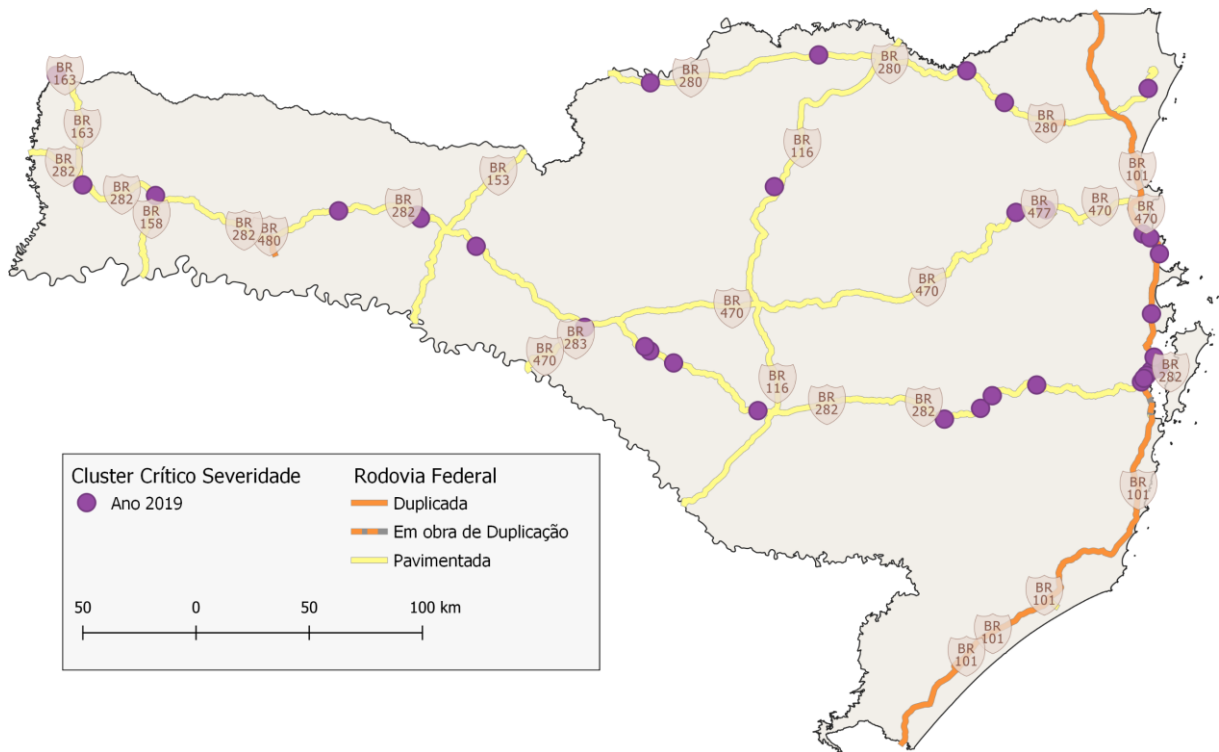 BR
280
BR
280
BR
163
BR
280
BR
163
BR
116
BR
282
BR
153
BR
101
BR
282
BR
282
BR
477
BR
470
BR
470
BR
158
BR
282
BR
480
BR
470
BR
470
BR
283
BR
470
BR
282
BR
116
BR
282
BR
282
BR
101
BR
101
BR
101
BR
101
Cluster Crítico Severidade
Ano 2019
Rodovia Federal
Duplicada
Em obra de Duplicação
Pavimentada
50 0 50 100 km